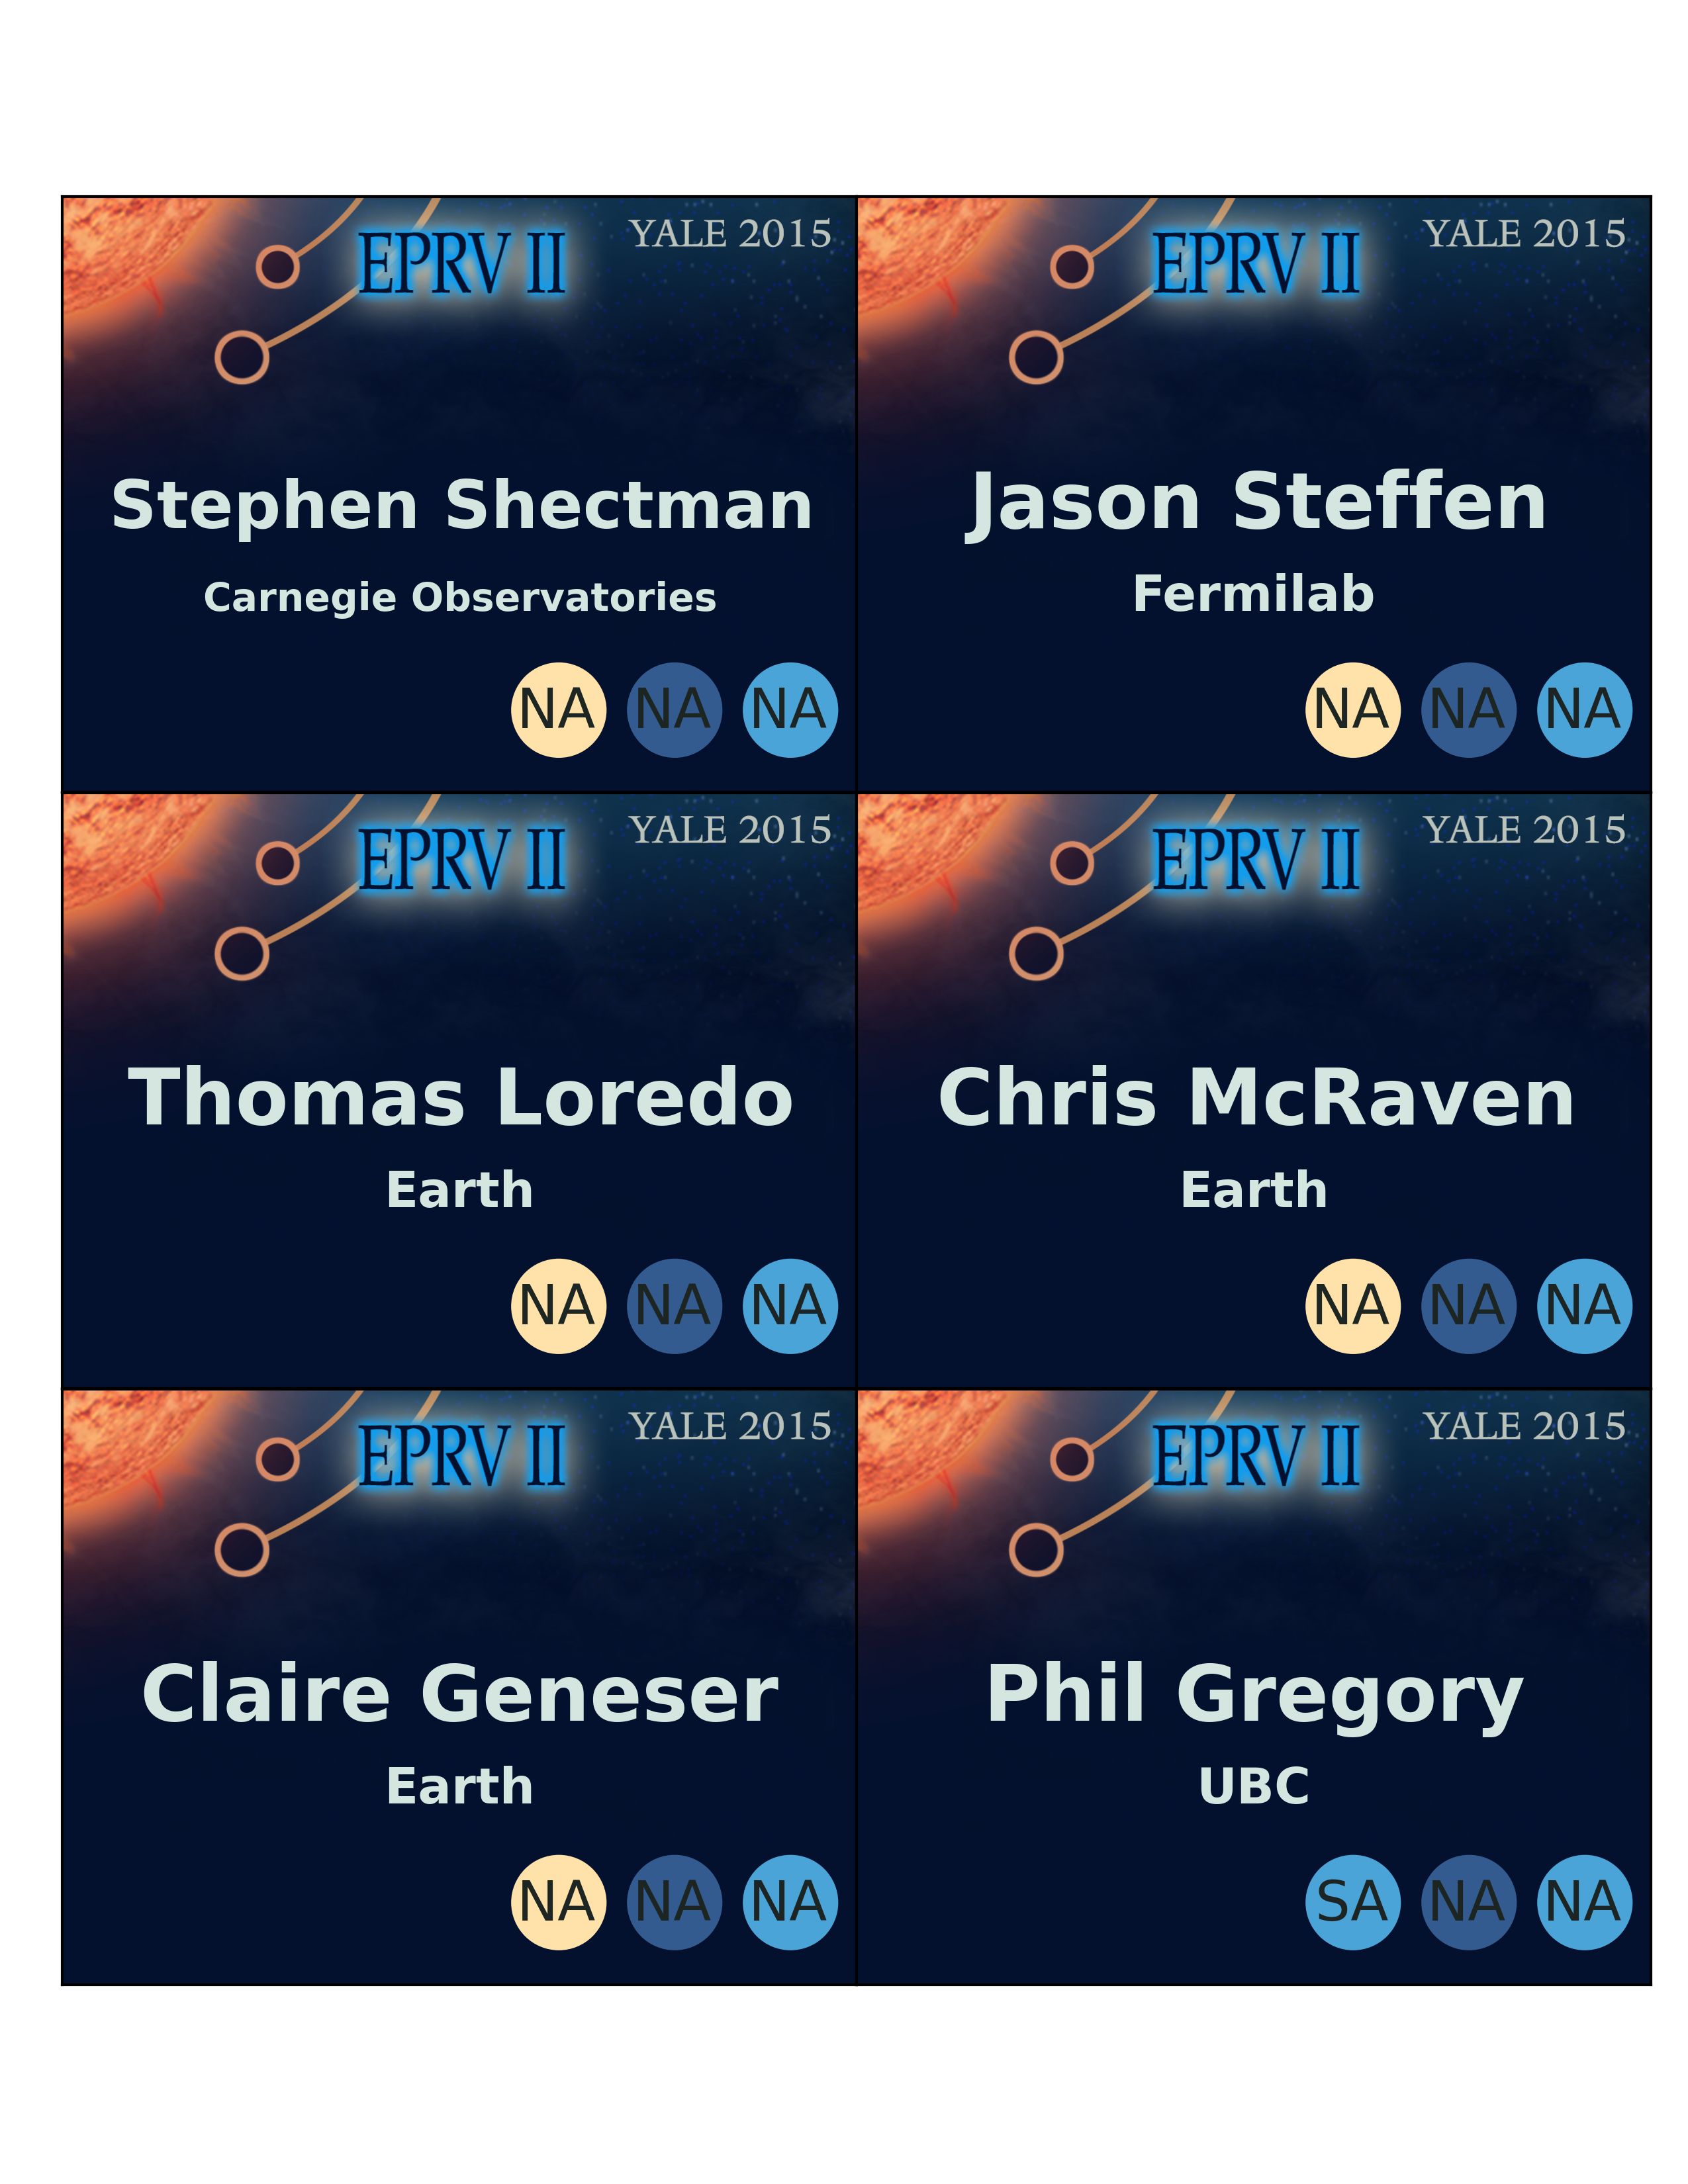 EPRV II YALE 2015
Stephen Shectman
Carnegie Observatories
NA NA NA
EPRV II YALE 2015
Jason Steffen
Fermilab
NA NA NA
EPRV II YALE 2015
Thomas Loredo
Earth
NA NA NA
EPRV II YALE 2015
Chris McRaven
Earth
NA NA NA
EPRV II YALE 2015
Claire Geneser
Earth
NA NA NA
EPRV II YALE 2015
Phil Gregory
UBC
SA NA NA